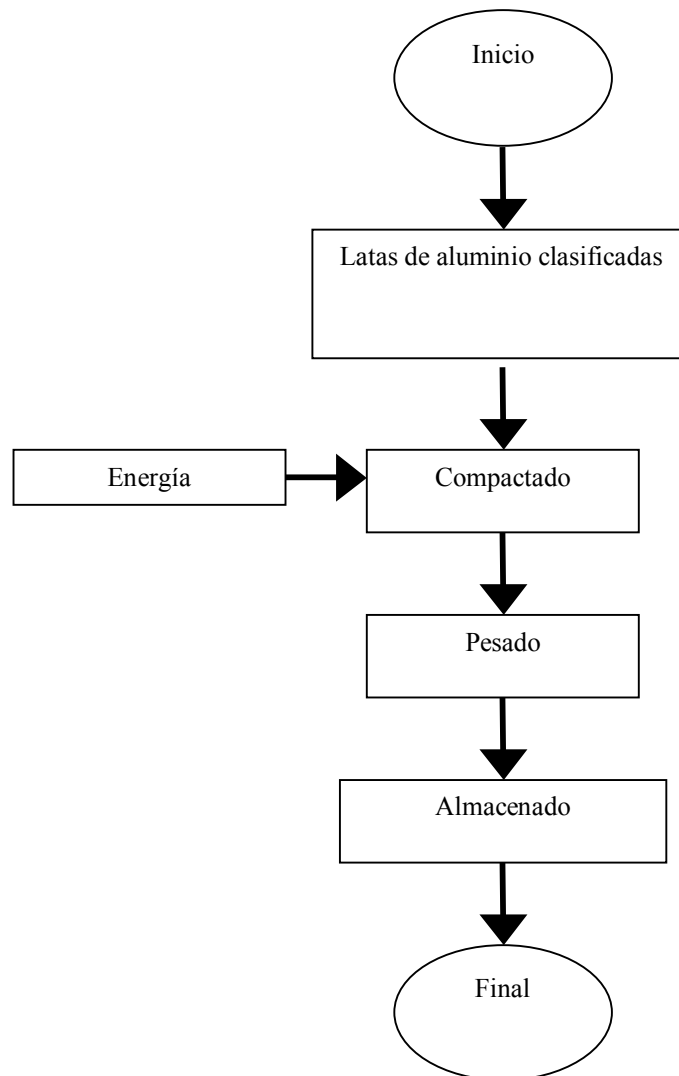 Inicio
Latas de aluminio clasificadas
Energía
Compactado
Pesado
Almacenado
Final